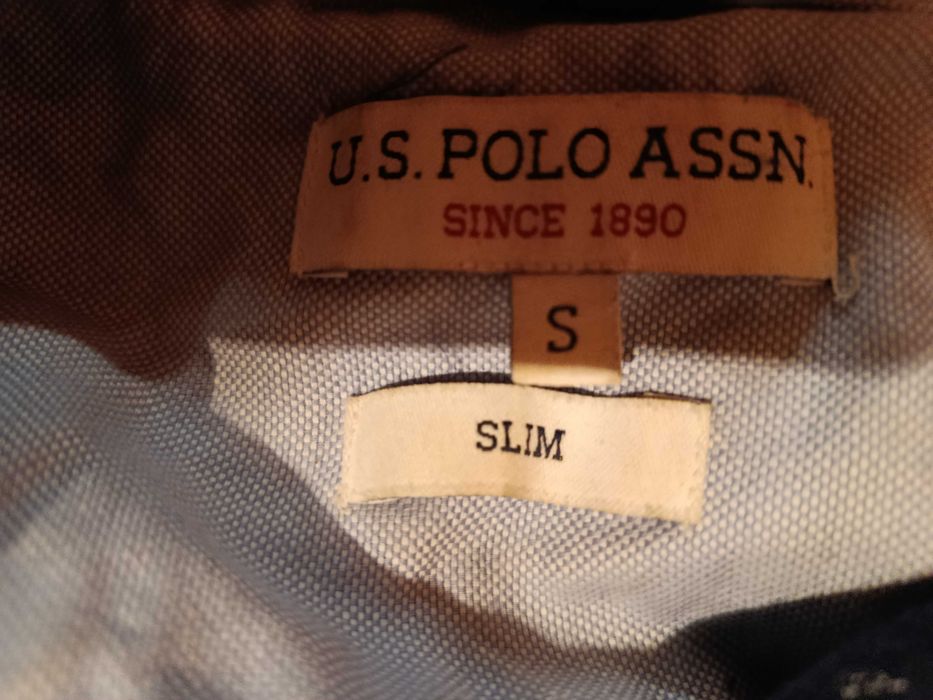 U.S. POLO ASSN.
SINCE 1890
S
SLIM